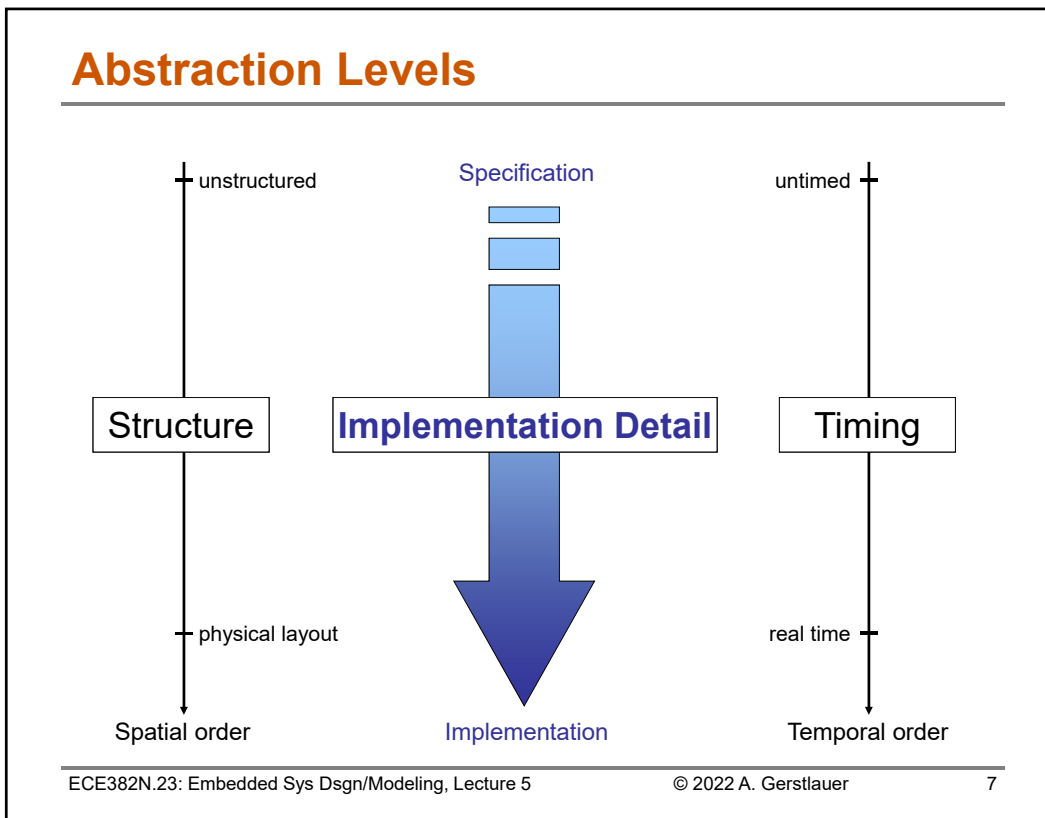 Abstraction Levels
unstructured
Specification
untimed
Structure
Implementation Detail
Timing
physical layout
real time
Spatial order
Implementation
Temporal order
ECE382N.23: Embedded Sys Dsgn/Modeling, Lecture 5
© 2022 A. Gerstlauer
7